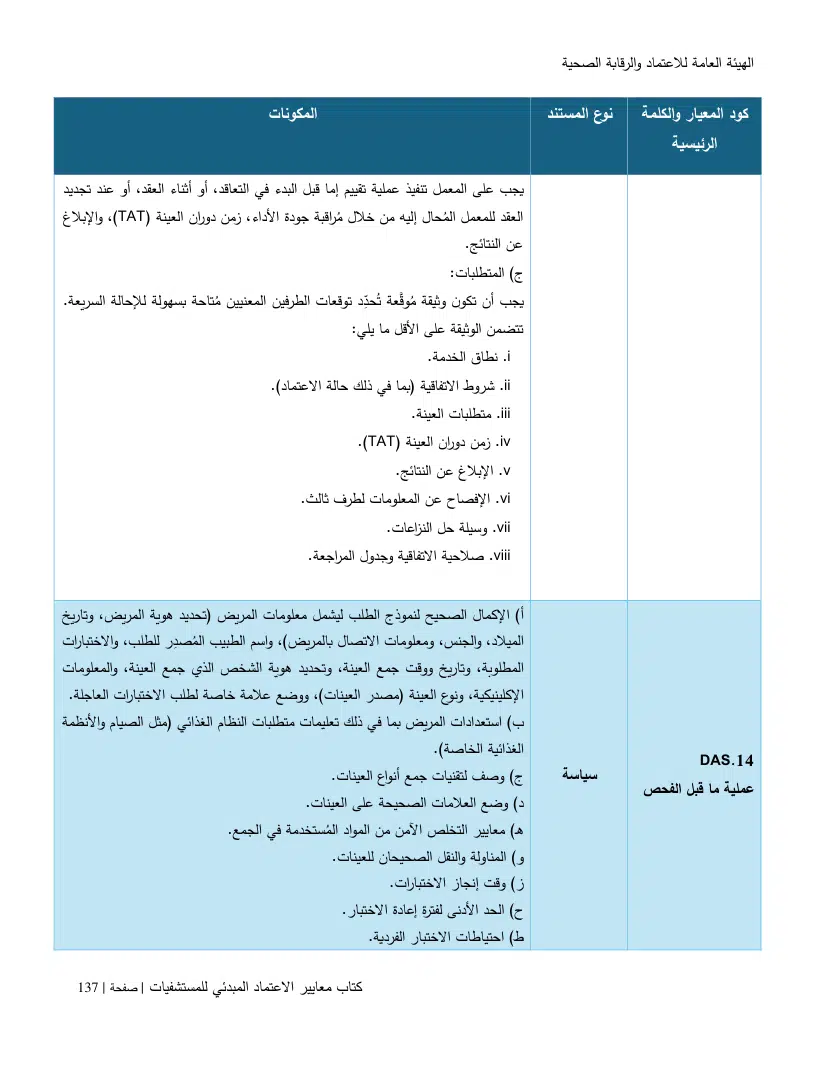 الهيئة العامة للاعتماد والرقابة الصحية
كود المعيار والكلمة
الرئيسية
نوع المستند
المكونات
يجب على المعمل تنفيذ عملية تقييم إما قبل البدء في التعاقد، أو أثناء العقد، أو عند تجديد
العقد للمعمل المُحال إليه من خلال مُراقبة جودة الأداء، زمن دوران العينة (TAT)، والإبلاغ
عن النتائج.
ج) المتطلبات:
يجب أن تكون وثيقة مُوقَّعة تُحدِّد توقعات الطرفين المعنيين مُتاحة بسهولة للإحالة السريعة.
تتضمن الوثيقة على الأقل ما يلي:
i. نطاق الخدمة.
ii. شروط الاتفاقية (بما في ذلك حالة الاعتماد).
iii. متطلبات العينة.
iv. زمن دوران العينة (TAT).
v. الإبلاغ عن النتائج.
vi. الإفصاح عن المعلومات لطرف ثالث.
vii. وسيلة حل النزاعات.
viii. صلاحية الاتفاقية وجدول المراجعة.
DAS.14
عملية ما قبل الفحص
سياسة
أ) الإكمال الصحيح لنموذج الطلب ليشمل معلومات المريض (تحديد هوية المريض، وتاريخ
الميلاد، والجنس، ومعلومات الاتصال بالمريض)، واسم الطبيب المُصدِر للطلب، والاختبارات
المطلوبة، وتاريخ ووقت جمع العينة، وتحديد هوية الشخص الذي جمع العينة، والمعلومات
الإكلينيكية، ونوع العينة (مصدر العينات)، ووضع علامة خاصة لطلب الاختبارات العاجلة.
ب) استعدادات المريض بما في ذلك تعليمات متطلبات النظام الغذائي (مثل الصيام والأنظمة
الغذائية الخاصة).
ج) وصف لتقنيات جمع أنواع العينات.
د) وضع العلامات الصحيحة على العينات.
ه) معايير التخلص الآمن من المواد المُستخدمة في الجمع.
و) المناولة والنقل الصحيحان للعينات.
ز) وقت إنجاز الاختبارات.
ح) الحد الأدنى لفترة إعادة الاختبار.
ط) احتياطات الاختبار الفردية.
كتاب معايير الاعتماد المبدئي للمستشفيات | صفحة | 137